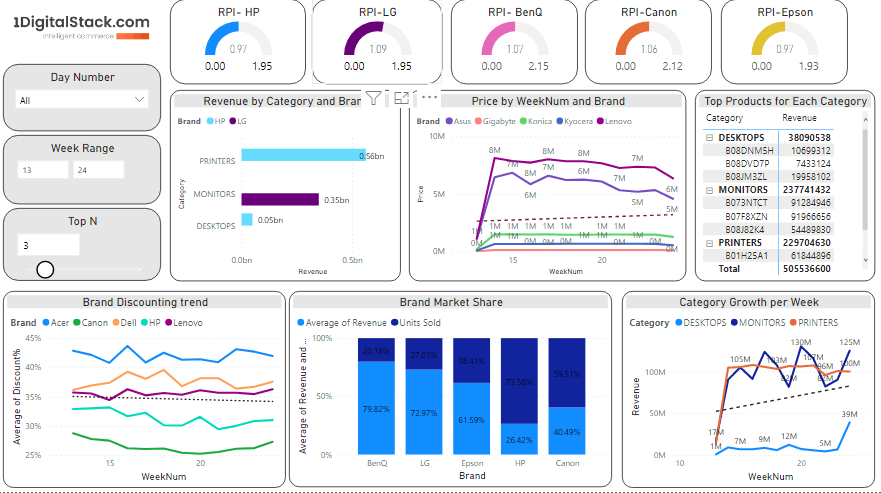 1DigitalStack.com
Intelligent commerce
RPI- HP
0.97
0.00 1.95
RPI-LG
1.09
0.00 1.95
RPI- BenQ
1.07
0.00 2.15
RPI-Canon
1.06
0.00 2.12
RPI-Epson
0.97
0.00 1.93
Day Number
All
Week Range
13 24
Top N
3
Revenue by Category and Bran
Brand HP LG
Category
PRINTERS 0.56bn
MONITORS 0.35bn
DESKTOPS 0.05bn
0.0bn 0.5bn
Revenue
Price by WeekNum and Brand
Brand Asus Gigabyte Konica Kyocera Lenovo
Price
10M
5M
0M
8M 8M 7M
7M 7M 6M 7M
6M 6M 5M 6M
5M
1M 1M 1M 1M 1M 1M
0M 1M 1M 0M 0M 1M 0M 0M
15 20
WeekNum
Top Products for Each Category
Category Revenue
DESKTOPS 38090538
B08DNM5H 10699312
B08DVD7P 7433124
B08JM3ZL 19958102
MONITORS 237741432
B073NTCT 91284946
B07F8XZN 91966656
B08J82K4 54489830
PRINTERS 229704630
B01H25A1 61844896
Total 505536600
Brand Discounting trend
Brand Acer Canon Dell HP Lenovo
Average of Discount%
45%
40%
35%
30%
25%
15 20
WeekNum
Brand Market Share
Average of Revenue Units Sold
Average of Revenue and ...
100%
0%
20.18% 27.03% 38.41% 73.58% 59.51%
79.82% 72.97% 61.59% 26.42% 40.49%
BenQ LG Epson HP Canon
Brand
Category Growth per Week
Category DESKTOPS MONITORS PRINTERS
Revenue
100M
50M
0M
130M 125M
105M 103M 107M 96M 100M
82M
17M 39M
1M 7M 9M 12M 5M
10 20
WeekNum